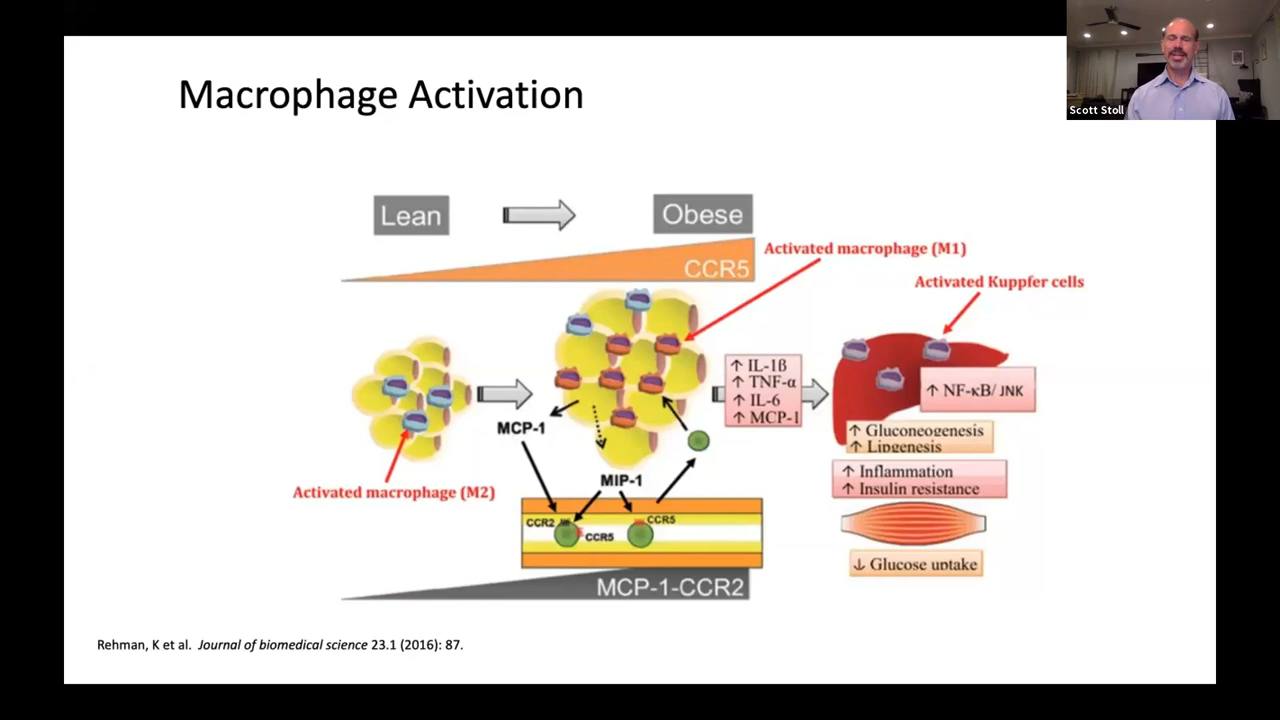 Macrophage Activation
Scott Stoll
Lean
Obese
CCR5
Activated macrophage (M1)
Activated Kuppfer cells
↑ IL-1ß
↑ TNF-α
↑ IL-6
↑ MCP-1
↑ NF-κB/ JNK
MCP-1
↑ Gluconeogenesis
↑ Lipgenesis
↑ Inflammation
↑ Insulin resistance
MIP-1
Activated macrophage (M2)
CCR2
CCR5
CCR5
↓ Glucose uptake
MCP-1-CCR2
Rehman, K et al. Journal of biomedical science 23.1 (2016): 87.